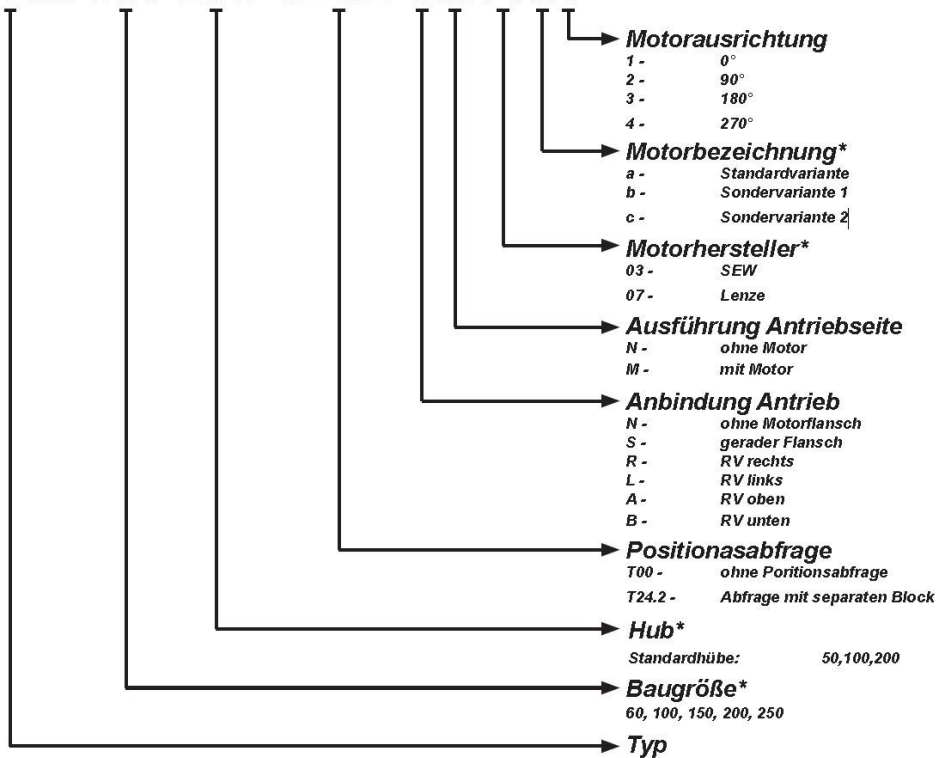 Motorausrichtung
1 - 0°
2 - 90°
3 - 180°
4 - 270°
Motorbezeichnung*
a - Standardvariante
b - Sondervariante 1
c - Sondervariante 2
Motorhersteller*
03 - SEW
07 - Lenze
Ausführung Antriebseite
N - ohne Motor
M - mit Motor
Anbindung Antrieb
N - ohne Motorflansch
S - gerader Flansch
R - RV rechts
L - RV links
A - RV oben
B - RV unten
Positionasabfrage
T00 - ohne Poritionsabfrage
T24.2 - Abfrage mit separaten Block
Hub*
Standardhübe: 50,100,200
Baugröße*
60, 100, 150, 200, 250
Typ